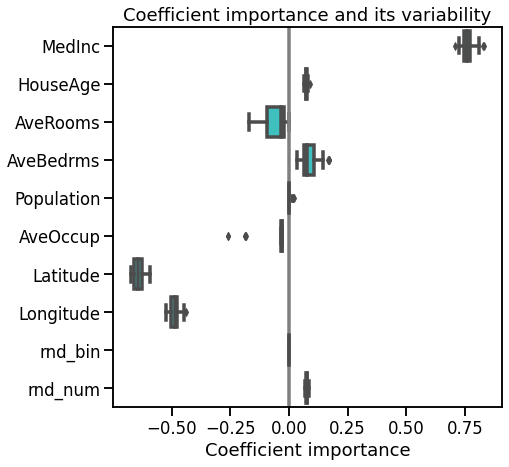 Coefficient importance and its variability
MedInc
HouseAge
AveRooms
AveBedrms
Population
AveOccup
Latitude
Longitude
rnd_bin
rnd_num
−0.50 −0.25 0.00 0.25 0.50 0.75
Coefficient importance